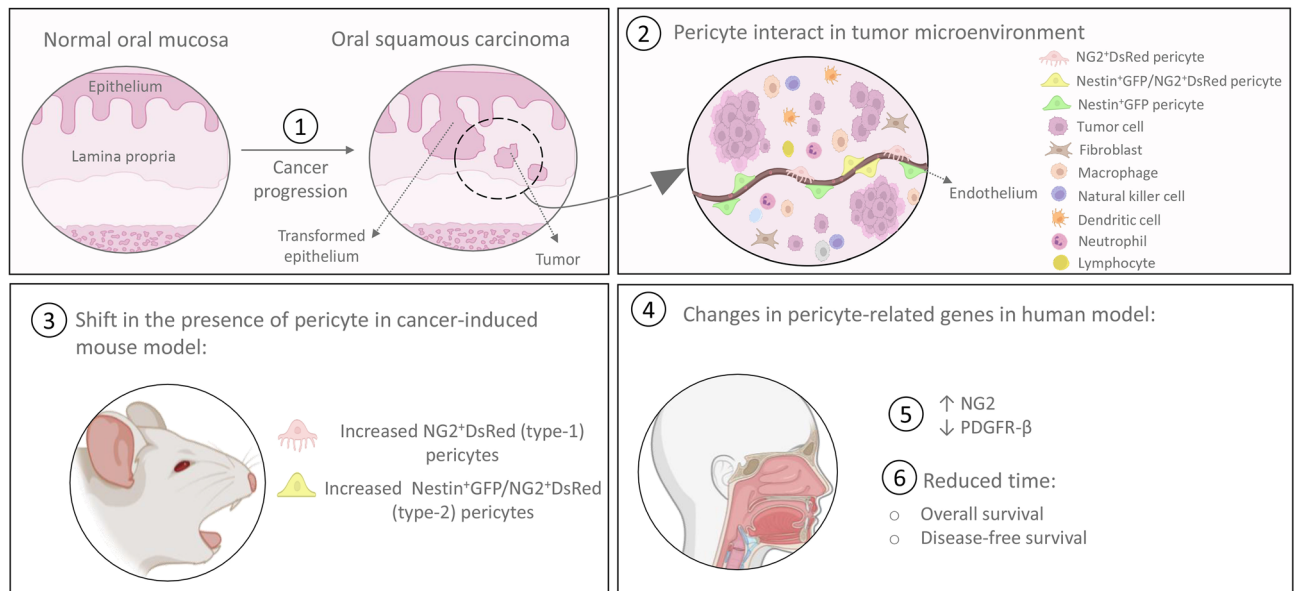 Normal oral mucosa
Oral squamous carcinoma
Epithelium
Lamina propria
1
Cancer
progression
Transformed
epithelium
Tumor
2
Pericyte interact in tumor microenvironment
NG2⁺DsRed pericyte
Nestin⁺GFP/NG2⁺DsRed pericyte
Nestin⁺GFP pericyte
Tumor cell
Fibroblast
Macrophage
Natural killer cell
Dendritic cell
Neutrophil
Lymphocyte
Endothelium
3
Shift in the presence of pericyte in cancer-induced
mouse model:
Increased NG2⁺DsRed (type-1)
pericytes
Increased Nestin⁺GFP/NG2⁺DsRed
(type-2) pericytes
4
Changes in pericyte-related genes in human model:
5
↑ NG2
↓ PDGFR-β
6
Reduced time:
○ Overall survival
○ Disease-free survival